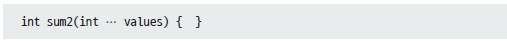 int sum2(int ⋯ values) {  }